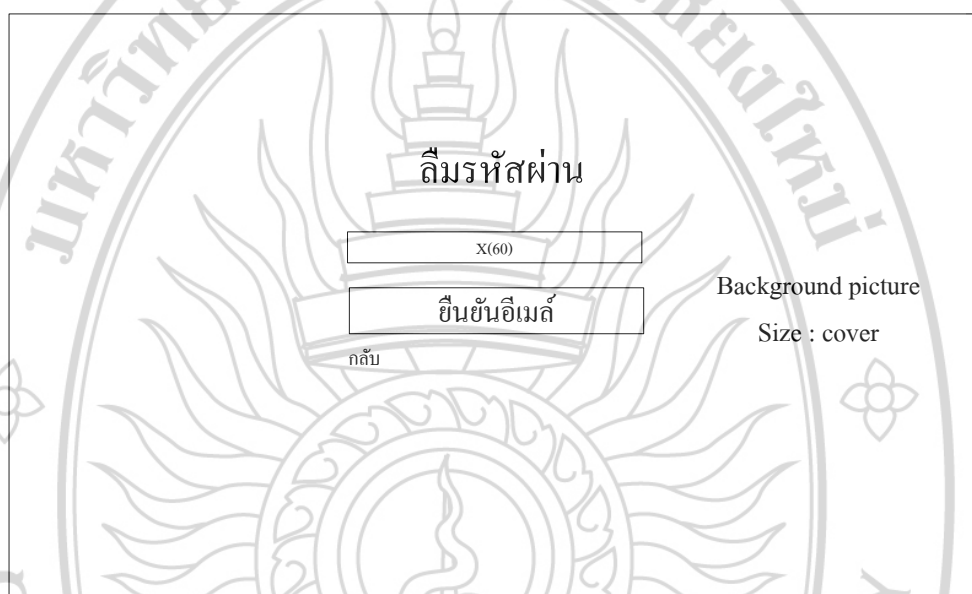 ลืมรหัสผ่าน
X(60)
ยืนยันอีเมล์
กลับ
Background picture
Size : cover